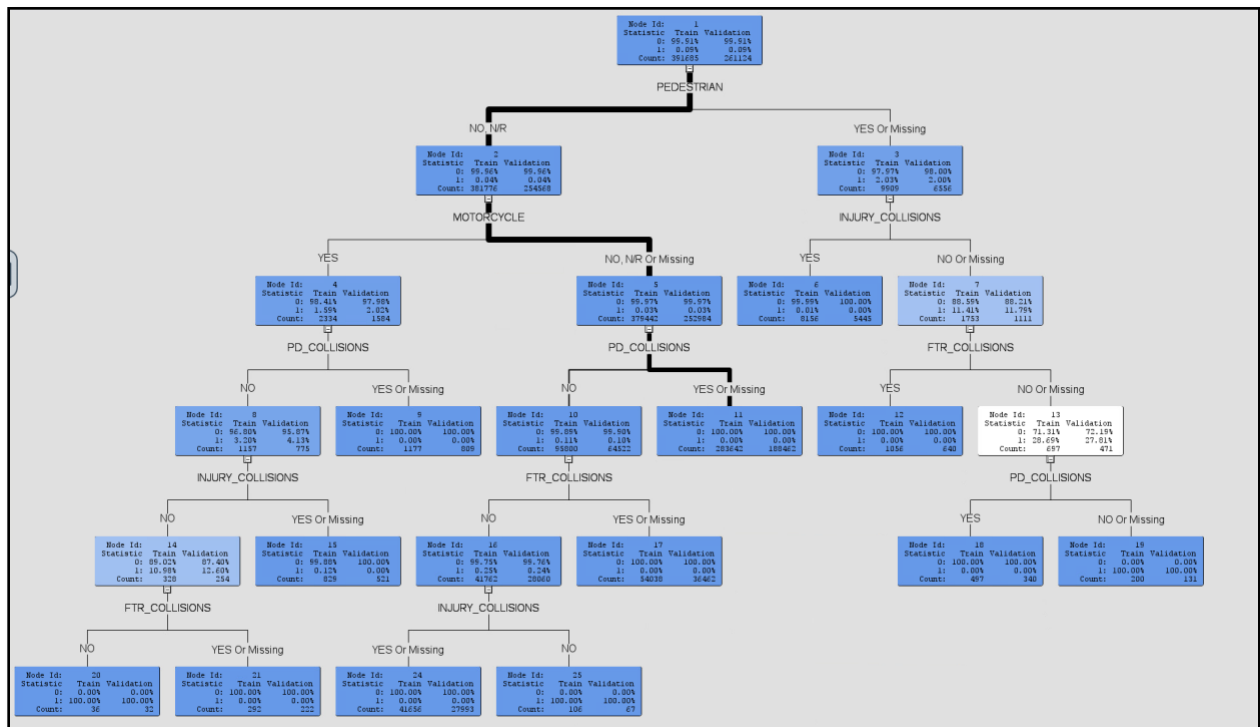 Node Id: 1
Statistic Train Validation
0: 99.91% 99.91%
1: 0.09% 0.09%
Count: 391685 261124
PEDESTRIAN
NO, N/R
YES Or Missing
Node Id: 2
Statistic Train Validation
0: 99.96% 99.96%
1: 0.04% 0.04%
Count: 381776 254568
Node Id: 3
Statistic Train Validation
0: 97.97% 98.00%
1: 2.03% 2.00%
Count: 9909 6556
MOTORCYCLE
INJURY_COLLISIONS
YES
NO, N/R Or Missing
YES
NO Or Missing
Node Id: 4
Statistic Train Validation
0: 98.41% 97.98%
1: 1.59% 2.02%
Count: 2334 1584
Node Id: 5
Statistic Train Validation
0: 99.97% 99.97%
1: 0.03% 0.03%
Count: 379442 252984
Node Id: 6
Statistic Train Validation
0: 99.99% 100.00%
1: 0.01% 0.00%
Count: 8156 5445
Node Id: 7
Statistic Train Validation
0: 88.59% 88.21%
1: 11.41% 11.79%
Count: 1753 1111
PD_COLLISIONS
PD_COLLISIONS
FTR_COLLISIONS
NO
YES Or Missing
NO
YES Or Missing
YES
NO Or Missing
Node Id: 8
Statistic Train Validation
0: 96.80% 95.87%
1: 3.20% 4.13%
Count: 1157 775
Node Id: 9
Statistic Train Validation
0: 100.00% 100.00%
1: 0.00% 0.00%
Count: 1177 809
Node Id: 10
Statistic Train Validation
0: 99.89% 99.90%
1: 0.11% 0.10%
Count: 95800 64522
Node Id: 11
Statistic Train Validation
0: 100.00% 100.00%
1: 0.00% 0.00%
Count: 283642 188462
Node Id: 12
Statistic Train Validation
0: 100.00% 100.00%
1: 0.00% 0.00%
Count: 1056 640
Node Id: 13
Statistic Train Validation
0: 71.31% 72.19%
1: 28.69% 27.81%
Count: 697 471
INJURY_COLLISIONS
FTR_COLLISIONS
PD_COLLISIONS
NO
YES Or Missing
NO
YES Or Missing
YES
NO Or Missing
Node Id: 14
Statistic Train Validation
0: 89.02% 87.40%
1: 10.98% 12.60%
Count: 328 254
Node Id: 15
Statistic Train Validation
0: 99.88% 100.00%
1: 0.12% 0.00%
Count: 829 521
Node Id: 16
Statistic Train Validation
0: 99.75% 99.76%
1: 0.25% 0.24%
Count: 41762 28060
Node Id: 17
Statistic Train Validation
0: 100.00% 100.00%
1: 0.00% 0.00%
Count: 54038 36462
Node Id: 18
Statistic Train Validation
0: 100.00% 100.00%
1: 0.00% 0.00%
Count: 497 340
Node Id: 19
Statistic Train Validation
0: 0.00% 0.00%
1: 100.00% 100.00%
Count: 200 131
FTR_COLLISIONS
INJURY_COLLISIONS
NO
YES Or Missing
YES Or Missing
NO
Node Id: 20
Statistic Train Validation
0: 0.00% 0.00%
1: 100.00% 100.00%
Count: 36 32
Node Id: 21
Statistic Train Validation
0: 100.00% 100.00%
1: 0.00% 0.00%
Count: 292 222
Node Id: 24
Statistic Train Validation
0: 100.00% 100.00%
1: 0.00% 0.00%
Count: 41656 27993
Node Id: 25
Statistic Train Validation
0: 0.00% 0.00%
1: 100.00% 100.00%
Count: 106 67